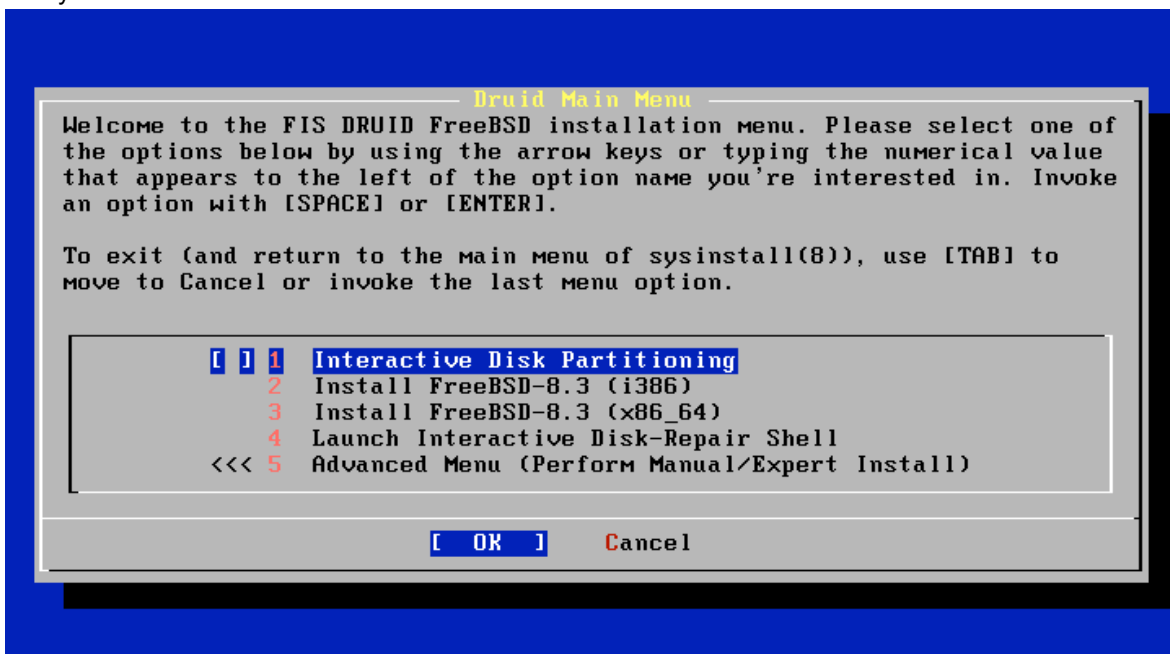 Druid Main Menu
Welcome to the FIS DRUID FreeBSD installation menu. Please select one of
the options below by using the arrow keys or typing the numerical value
that appears to the left of the option name you're interested in. Invoke
an option with [SPACE] or [ENTER].
To exit (and return to the main menu of sysinstall(8)), use [TAB] to
move to Cancel or invoke the last menu option.
[ ] 1 Interactive Disk Partitioning
2 Install FreeBSD-8.3 (i386)
3 Install FreeBSD-8.3 (x86_64)
4 Launch Interactive Disk-Repair Shell
<<< 5 Advanced Menu (Perform Manual/Expert Install)
[ OK ] Cancel